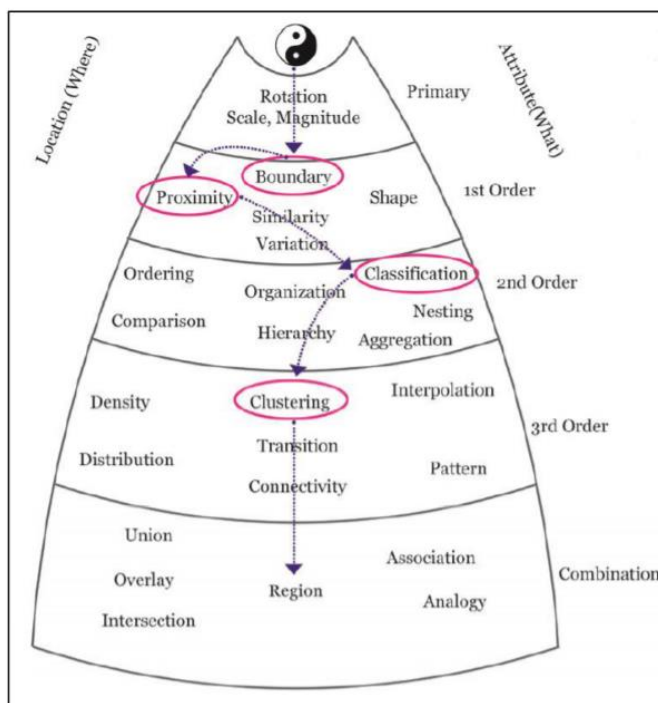 Location (Where)
Attribute(What)
Rotation
Scale, Magnitude
Primary
Boundary
Proximity
Shape
1st Order
Similarity
Variation
Ordering
Classification
2nd Order
Organization
Nesting
Comparison
Hierarchy
Aggregation
Interpolation
Density
Clustering
3rd Order
Transition
Distribution
Pattern
Connectivity
Union
Association
Combination
Overlay
Region
Analogy
Intersection